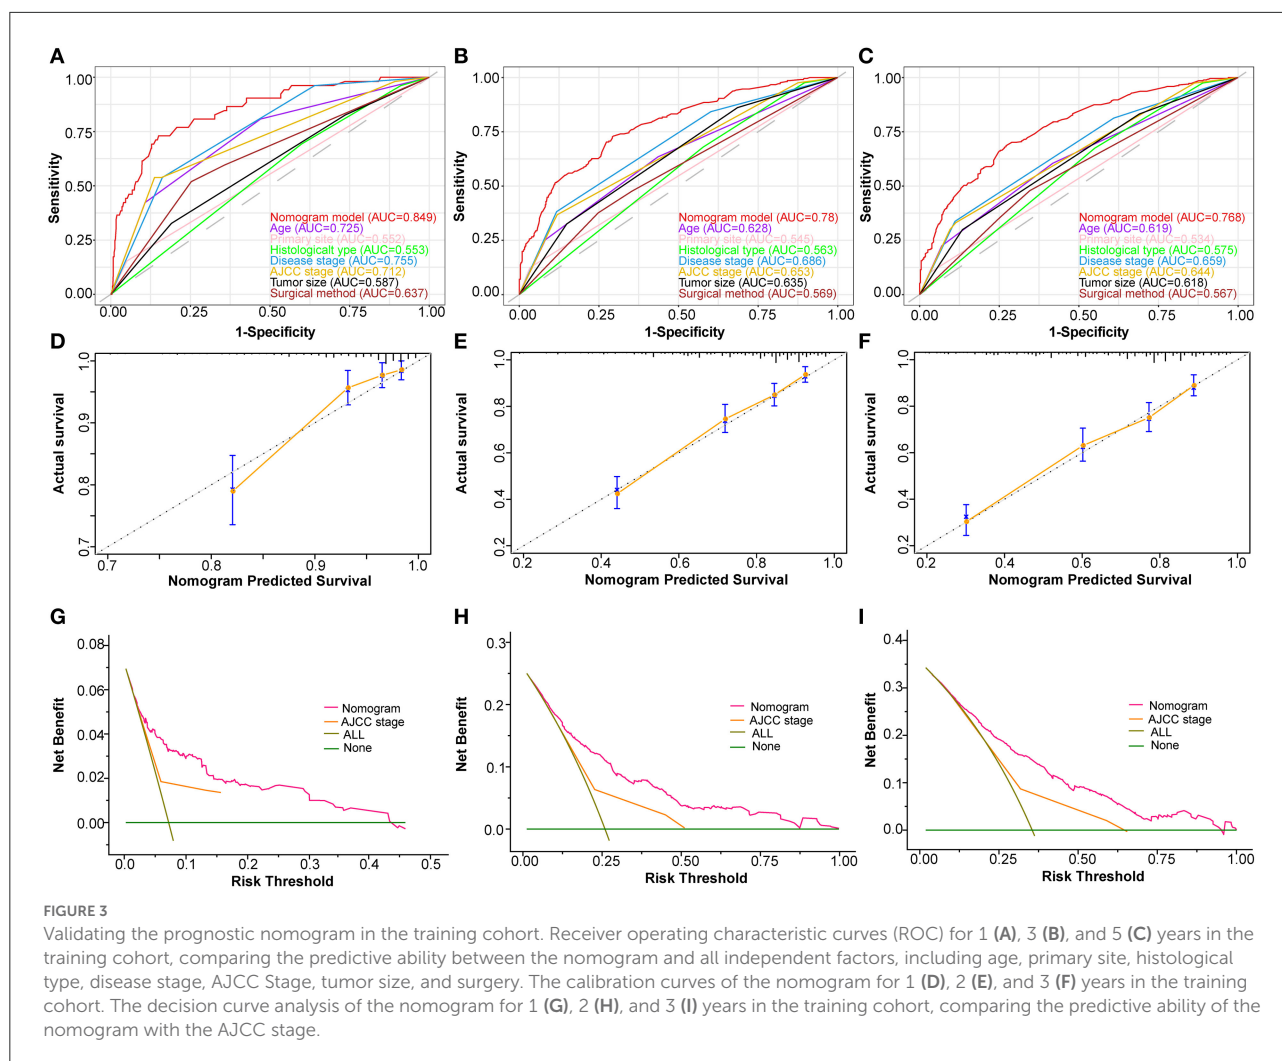 A
1.00
0.75
0.50
0.25
0.00
Sensitivity
Nomogram model (AUC=0.849)
Age (AUC=0.725)
Primary site (AUC=0.552)
Histologicalt type (AUC=0.553)
Disease stage (AUC=0.755)
AJCC stage (AUC=0.712)
Tumor size (AUC=0.587)
Surgical method (AUC=0.637)
0.00 0.25 0.50 0.75 1.00
1-Specificity
B
1.00
0.75
0.50
0.25
0.00
Sensitivity
Nomogram model (AUC=0.78)
Age (AUC=0.628)
Primary site (AUC=0.545)
Histological type (AUC=0.563)
Disease stage (AUC=0.686)
AJCC stage (AUC=0.653)
Tumor size (AUC=0.635)
Surgical method (AUC=0.569)
0.00 0.25 0.50 0.75 1.00
1-Specificity
C
1.00
0.75
0.50
0.25
0.00
Sensitivity
Nomogram model (AUC=0.768)
Age (AUC=0.619)
Primary site (AUC=0.534)
Histological type (AUC=0.575)
Disease stage (AUC=0.659)
AJCC stage (AUC=0.644)
Tumor size (AUC=0.618)
Surgical method (AUC=0.567)
0.00 0.25 0.50 0.75 1.00
1-Specificity
D
1.0
0.9
0.8
0.7
Actual survival
0.7 0.8 0.9 1.0
Nomogram Predicted Survival
E
1.0
0.8
0.6
0.4
0.2
Actual survival
0.2 0.4 0.6 0.8 1.0
Nomogram Predicted Survival
F
1.0
0.8
0.6
0.4
0.2
Actual survival
0.2 0.4 0.6 0.8 1.0
Nomogram Predicted Survival
G
0.08
0.06
0.04
0.02
0.00
Net Benefit
Nomogram
AJCC stage
ALL
None
0.0 0.1 0.2 0.3 0.4 0.5
Risk Threshold
H
0.3
0.2
0.1
0.0
Net Benefit
Nomogram
AJCC stage
ALL
None
0.00 0.25 0.50 0.75 1.00
Risk Threshold
I
0.4
0.3
0.2
0.1
0.0
Net Benefit
Nomogram
AJCC stage
ALL
None
0.00 0.25 0.50 0.75 1.00
Risk Threshold
FIGURE 3
Validating the prognostic nomogram in the training cohort. Receiver operating characteristic curves (ROC) for 1 (A), 3 (B), and 5 (C) years in the
training cohort, comparing the predictive ability between the nomogram and all independent factors, including age, primary site, histological
type, disease stage, AJCC Stage, tumor size, and surgery. The calibration curves of the nomogram for 1 (D), 2 (E), and 3 (F) years in the training
cohort. The decision curve analysis of the nomogram for 1 (G), 2 (H), and 3 (I) years in the training cohort, comparing the predictive ability of the
nomogram with the AJCC stage.